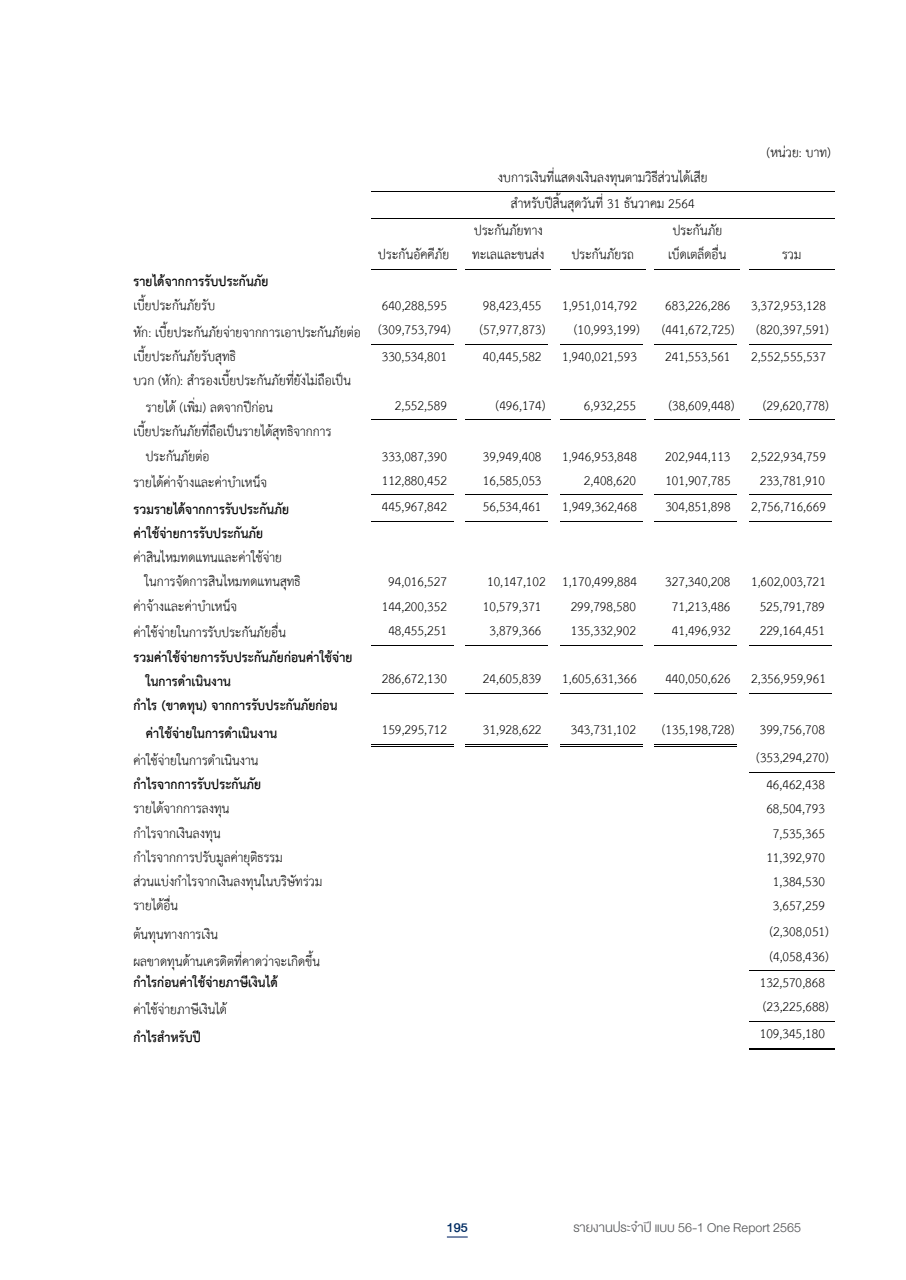 (หน่วย: บาท)
งบการเงินที่แสดงเงินลงทุนตามวิธีส่วนได้เสีย
สำหรับปีสิ้นสุดวันที่ 31 ธันวาคม 2564
ประกันภัยทาง ประกันภัย
ประกันอัคคีภัย ทะเลและขนส่ง ประกันภัยรถ เบ็ดเตล็ดอื่น รวม
รายได้จากการรับประกันภัย
เบี้ยประกันภัยรับ 640,288,595 98,423,455 1,951,014,792 683,226,286 3,372,953,128
หัก: เบี้ยประกันภัยจ่ายจากการเอาประกันภัยต่อ (309,753,794) (57,977,873) (10,993,199) (441,672,725) (820,397,591)
เบี้ยประกันภัยรับสุทธิ 330,534,801 40,445,582 1,940,021,593 241,553,561 2,552,555,537
บวก (หัก): สำรองเบี้ยประกันภัยที่ยังไม่ถือเป็น
รายได้ (เพิ่ม) ลดจากปีก่อน 2,552,589 (496,174) 6,932,255 (38,609,448) (29,620,778)
เบี้ยประกันภัยที่ถือเป็นรายได้สุทธิจากการ
ประกันภัยต่อ 333,087,390 39,949,408 1,946,953,848 202,944,113 2,522,934,759
รายได้ค่าจ้างและค่าบำเหน็จ 112,880,452 16,585,053 2,408,620 101,907,785 233,781,910
รวมรายได้จากการรับประกันภัย 445,967,842 56,534,461 1,949,362,468 304,851,898 2,756,716,669
ค่าใช้จ่ายการรับประกันภัย
ค่าสินไหมทดแทนและค่าใช้จ่าย
ในการจัดการสินไหมทดแทนสุทธิ 94,016,527 10,147,102 1,170,499,884 327,340,208 1,602,003,721
ค่าจ้างและค่าบำเหน็จ 144,200,352 10,579,371 299,798,580 71,213,486 525,791,789
ค่าใช้จ่ายในการรับประกันภัยอื่น 48,455,251 3,879,366 135,332,902 41,496,932 229,164,451
รวมค่าใช้จ่ายการรับประกันภัยก่อนค่าใช้จ่าย
ในการดำเนินงาน 286,672,130 24,605,839 1,605,631,366 440,050,626 2,356,959,961
กำไร (ขาดทุน) จากการรับประกันภัยก่อน
ค่าใช้จ่ายในการดำเนินงาน 159,295,712 31,928,622 343,731,102 (135,198,728) 399,756,708
ค่าใช้จ่ายในการดำเนินงาน (353,294,270)
กำไรจากการรับประกันภัย 46,462,438
รายได้จากการลงทุน 68,504,793
กำไรจากเงินลงทุน 7,535,365
กำไรจากการปรับมูลค่ายุติธรรม 11,392,970
ส่วนแบ่งกำไรจากเงินลงทุนในบริษัทร่วม 1,384,530
รายได้อื่น 3,657,259
ต้นทุนทางการเงิน (2,308,051)
ผลขาดทุนด้านเครดิตที่คาดว่าจะเกิดขึ้น (4,058,436)
กำไรก่อนค่าใช้จ่ายภาษีเงินได้ 132,570,868
ค่าใช้จ่ายภาษีเงินได้ (23,225,688)
กำไรสำหรับปี 109,345,180
195 รายงานประจำปี แบบ 56-1 One Report 2565